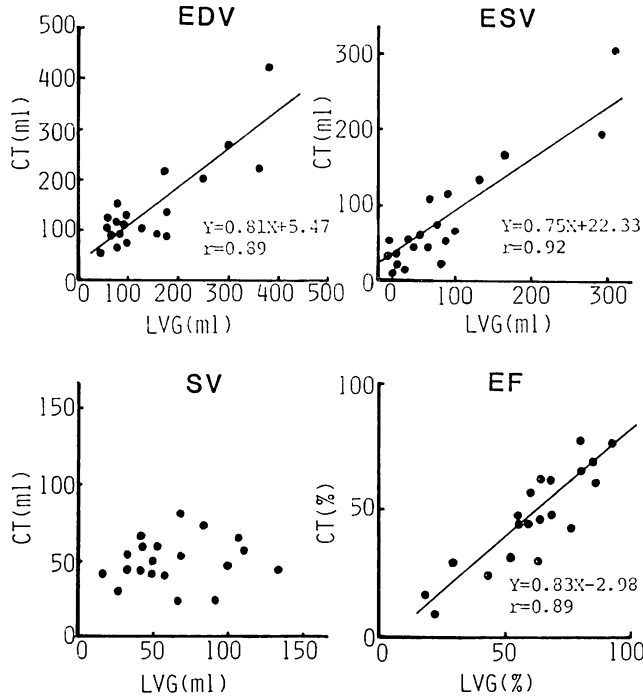 EDV
500
400
300
200
100
0
CT(ml)
Y=0.81X+5.47
r=0.89
0 100 200 300 400 500
LVG(ml)
ESV
300
200
100
0
CT(ml)
Y=0.75X+22.33
r=0.92
0 100 200 300
LVG(ml)
SV
150
100
50
0
CT(ml)
0 50 100 150
LVG(ml)
EF
100
50
0
CT(%)
Y=0.83X-2.98
r=0.89
0 50 100
LVG(%)